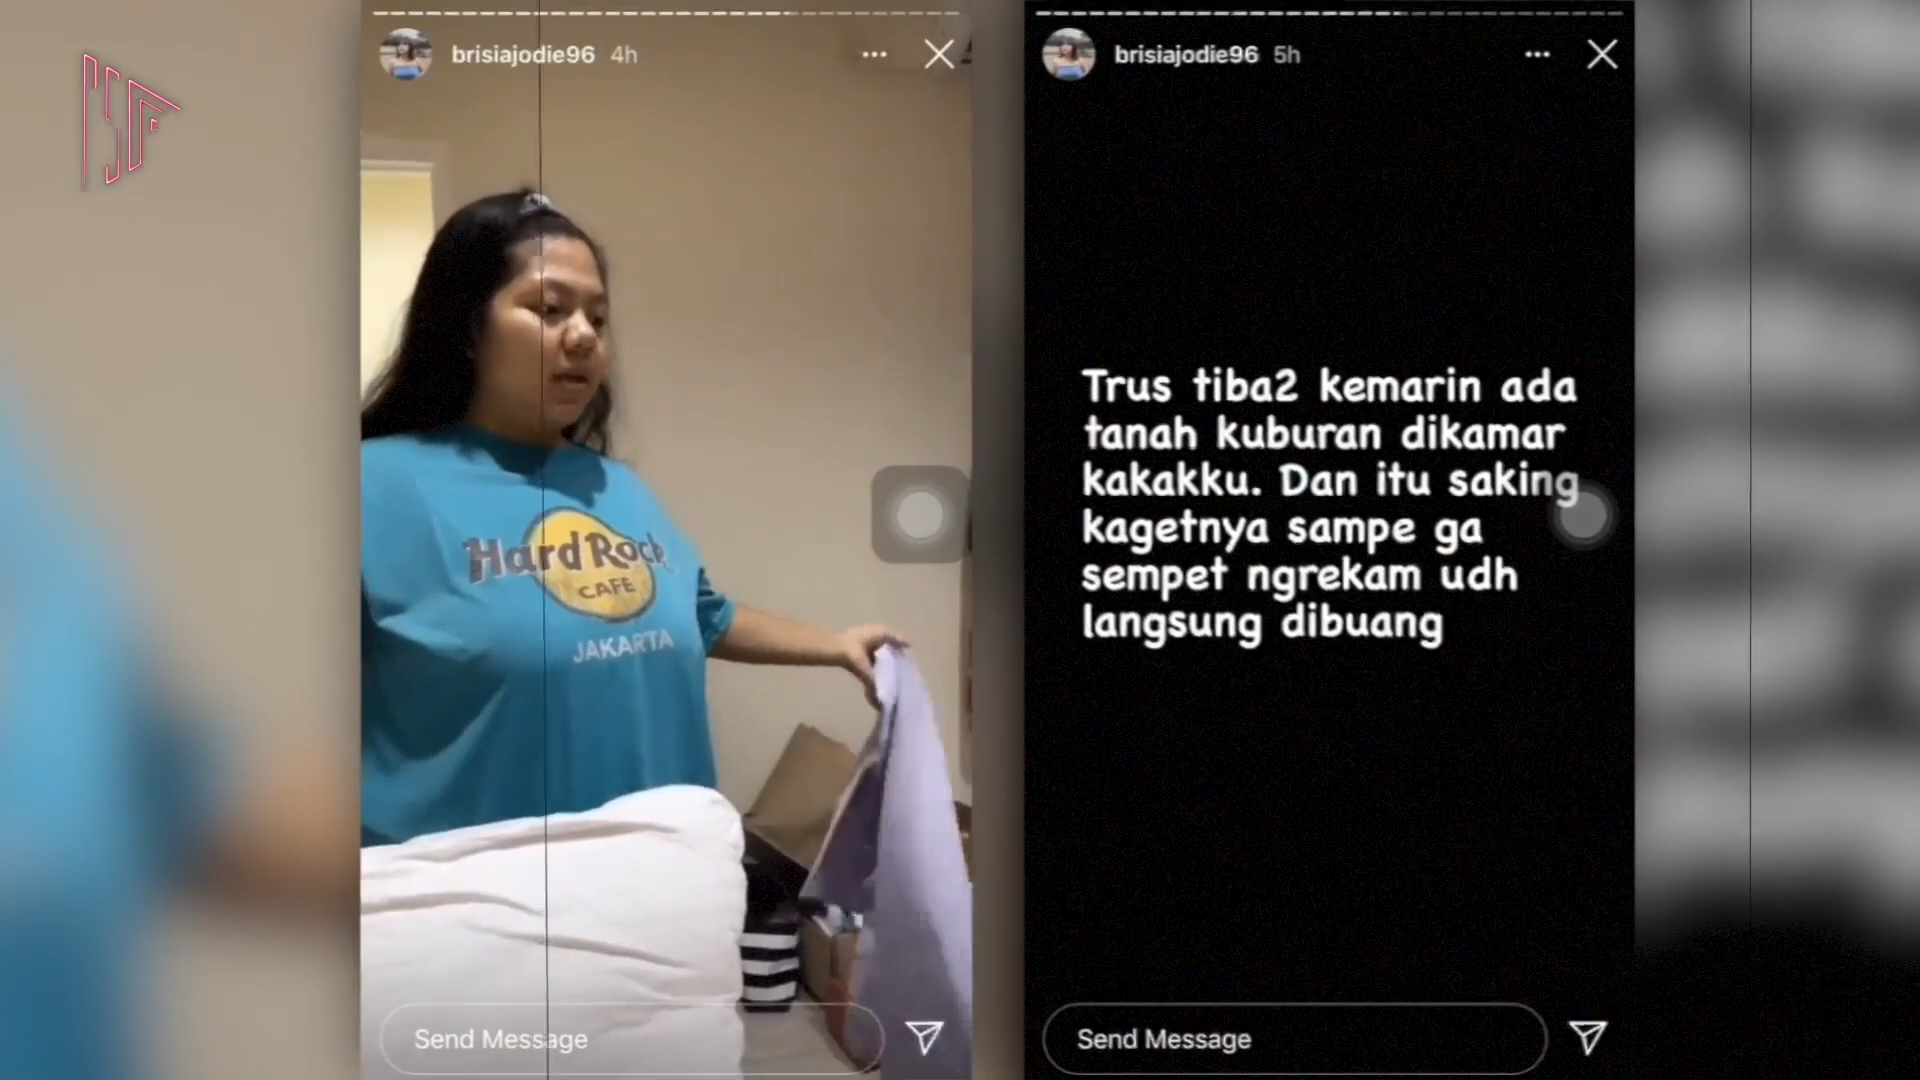 brisiajodie96 4h
Hard Rock
CAFE
JAKARTA
Send Message
brisiajodie96 5h
Trus tiba2 kemarin ada
tanah kuburan dikamar
kakakku. Dan itu saking
kagetnya sampe ga
sempet ngrekam udh
langsung dibuang
Send Message